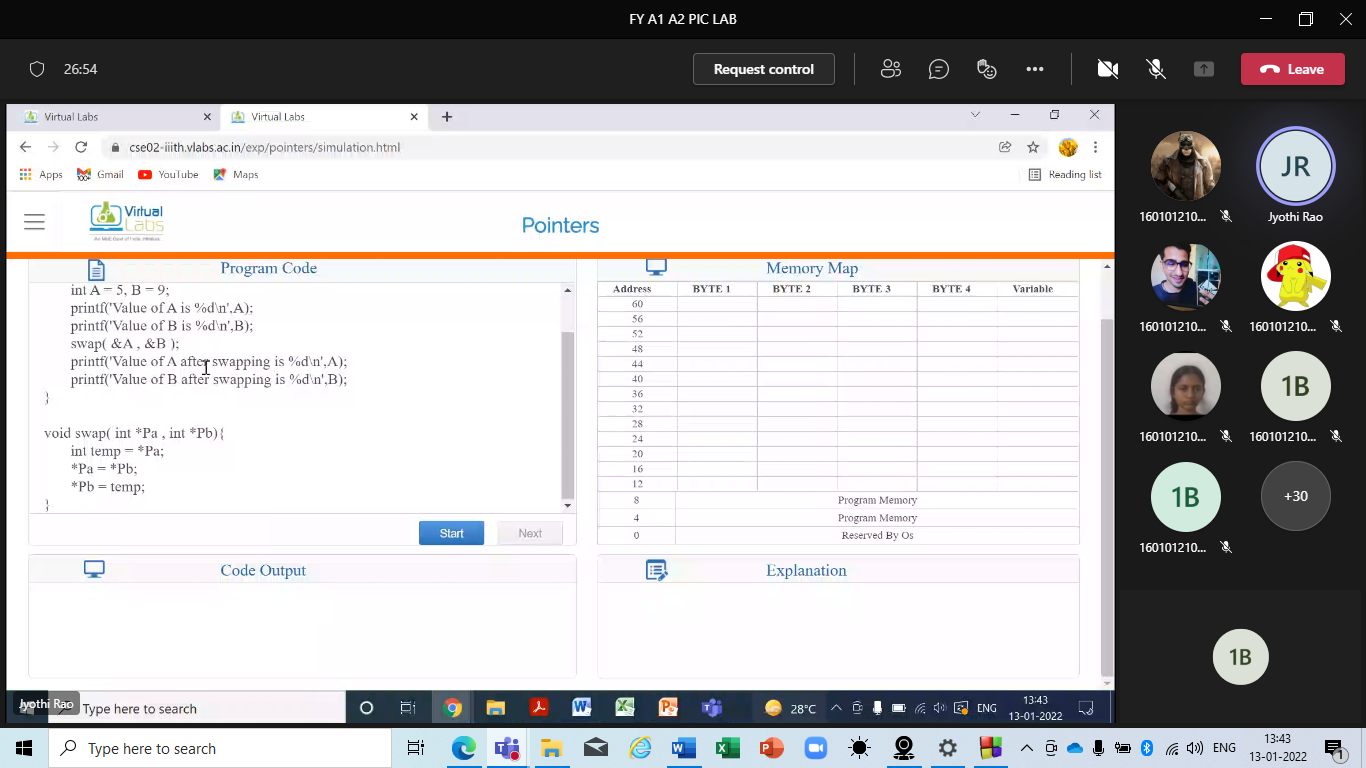 FY A1 A2 PIC LAB
26:54
Request control
Leave
Virtual Labs
Virtual Labs
cse02-iiith.vlabs.ac.in/exp/pointers/simulation.html
Apps
Gmail
YouTube
Maps
Reading list
Virtual
Labs
Pointers
Program Code
int A = 5, B = 9;
printf('Value of A is %d\n',A);
printf('Value of B is %d\n',B);
swap( &A , &B );
printf('Value of A after swapping is %d\n',A);
printf('Value of B after swapping is %d\n',B);
}
void swap( int *Pa , int *Pb){
int temp = *Pa;
*Pa = *Pb;
*Pb = temp;
}
Start
Next
Memory Map
Address BYTE 1 BYTE 2 BYTE 3 BYTE 4 Variable
60
56
52
48
44
40
36
32
28
24
20
16
12
8 Program Memory
4 Program Memory
0 Reserved By Os
Code Output
Explanation
JR
160101210...
Jyothi Rao
160101210...
160101210...
1B
160101210...
160101210...
1B
+30
160101210...
1B
Jyothi Rao
Type here to search
28°C
ENG
13:43
13-01-2022
Type here to search
ENG
13:43
13-01-2022
1